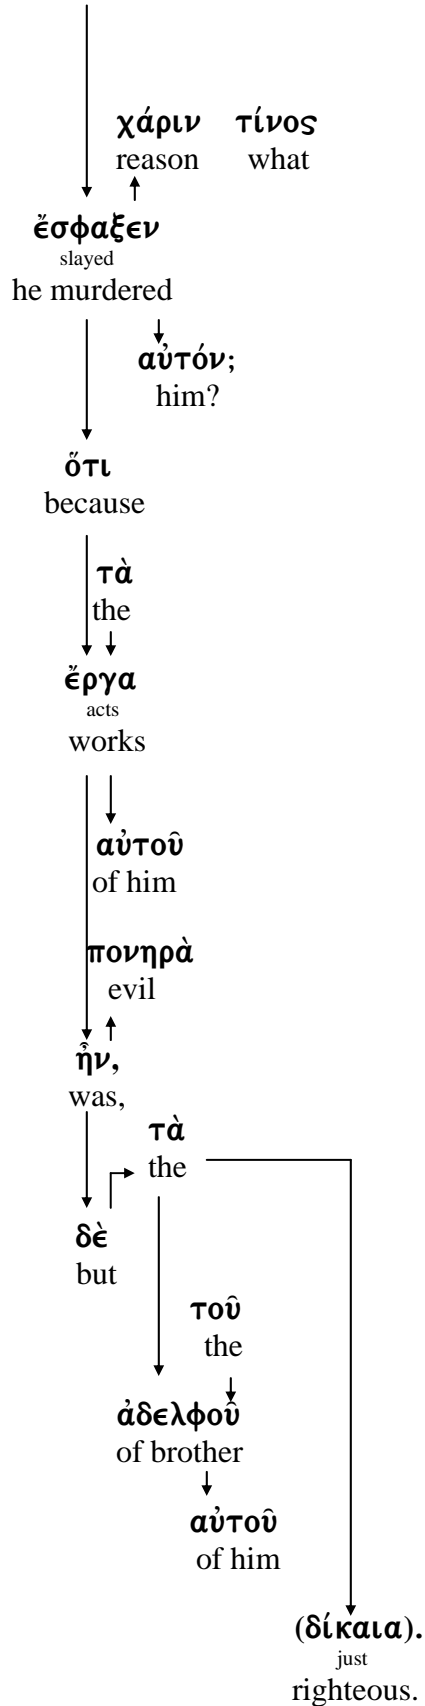 χάριν τίνος
reason what
ἔσφαξεν
slayed
he murdered
αὐτόν;
him?
ὅτι
because
τὰ
the
ἔργα
acts
works
αὐτοῦ
of him
πονηρὰ
evil
ἦν,
was,
τὰ
the
δὲ
but
τοῦ
the
ἀδελφοῦ
of brother
αὐτοῦ
of him
(δίκαια).
just
righteous.